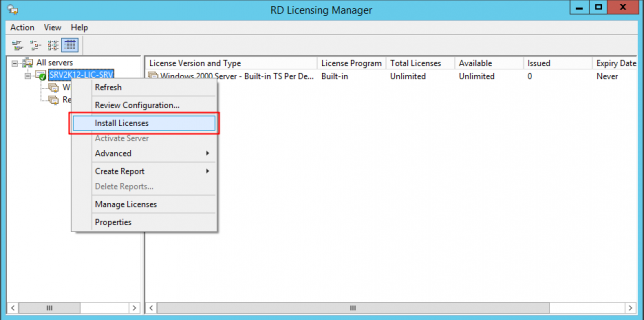 RD Licensing Manager
Action View Help
All servers
SRV2K12-LIC-SRV
W
Re
Refresh
Review Configuration...
Install Licenses
Activate Server
Advanced
Create Report
Delete Reports...
Manage Licenses
Properties
License Version and Type License Program Total Licenses Available Issued Expiry Date
Windows 2000 Server - Built-in TS Per De... Built-in Unlimited Unlimited 0 Never